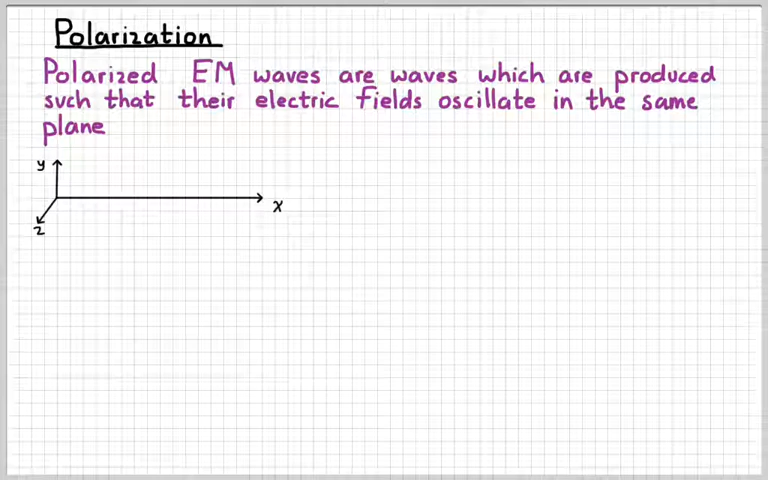 Polarization
Polarized EM waves are waves which are produced
such that their electric fields oscillate in the same
plane
y
x
z